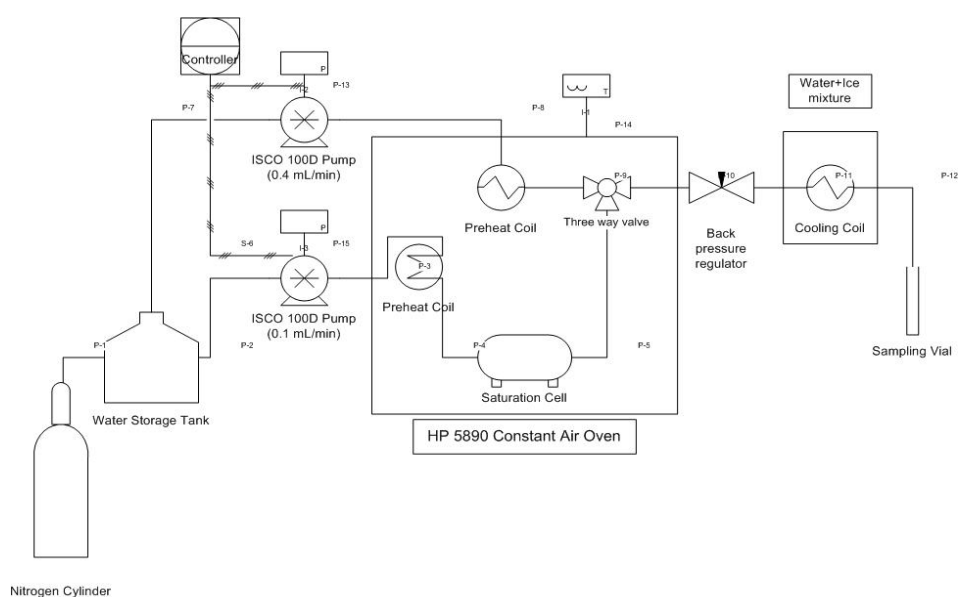 Controller
P
P-13
I-2
P-7
ISCO 100D Pump
(0.4 mL/min)
T
P-8
I-1
P-14
Water+Ice
mixture
P-9
Preheat Coil
Three way valve
10
Back
pressure
regulator
P-11
Cooling Coil
P-12
Sampling Vial
P
S-6
I-3
P-15
P-3
Preheat Coil
ISCO 100D Pump
(0.1 mL/min)
P-1
P-2
Water Storage Tank
P-4
P-5
Saturation Cell
HP 5890 Constant Air Oven
Nitrogen Cylinder